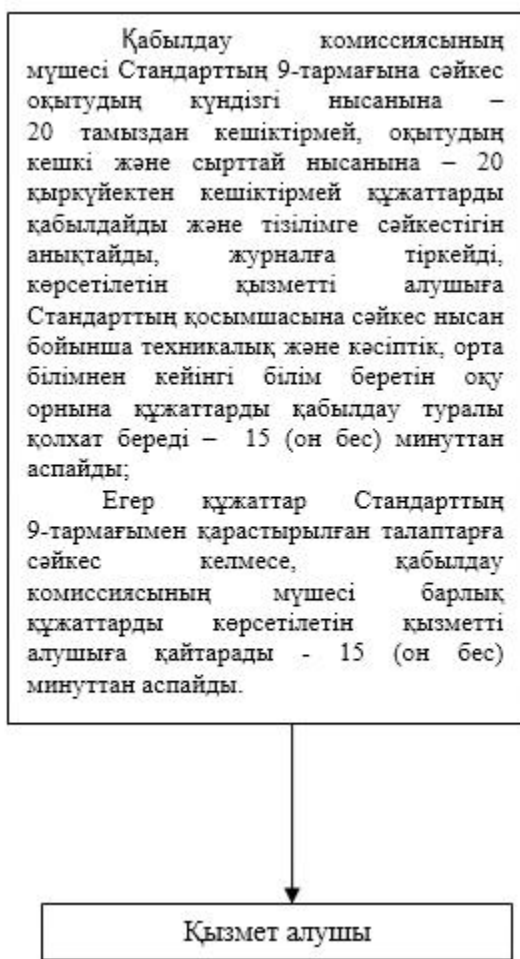 Қабылдау комиссиясының
мүшесі Стандарттың 9-тармағына сәйкес
оқытудың күндізгі нысанына –
20 тамыздан кешіктірмей, оқытудың
кешкі және сырттай нысанына – 20
қыркүйектен кешіктірмей құжаттарды
қабылдайды және тізілімге сәйкестігін
анықтайды, журналға тіркейді,
көрсетілетін қызметті алушыға
Стандарттың қосымшасына сәйкес нысан
бойынша техникалық және кәсіптік, орта
білімнен кейінгі білім беретін оқу
орнына құжаттарды қабылдау туралы
қолхат береді – 15 (он бес) минуттан
аспайды;
Егер құжаттар Стандарттың
9-тармағымен қарастырылған талаптарға
сәйкес келмесе, қабылдау
комиссиясының мүшесі барлық
құжаттарды көрсетілетін қызметті
алушыға қайтарады - 15 (он бес)
минуттан аспайды.
Қызмет алушы